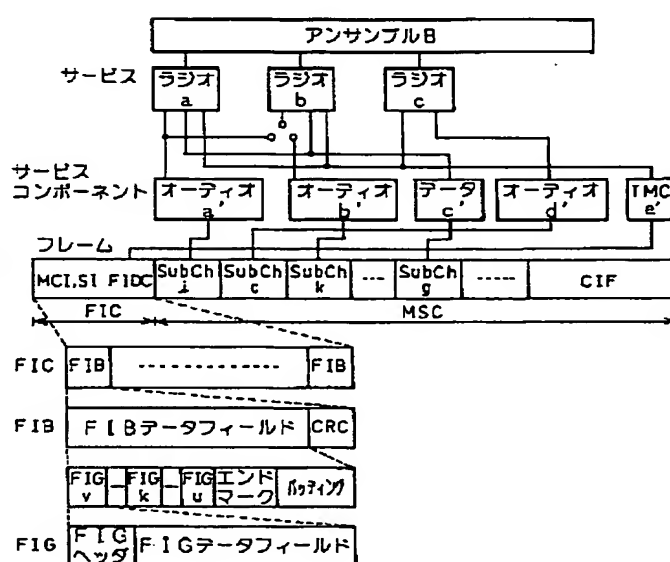 アンサンブルB
サービス
ラジオ a
ラジオ b
ラジオ c
サービス
コンポーネント
オーディオ a'
オーディオ b'
データ c'
オーディオ d'
TMC e'
フレーム
MCI,SI FIDC
SubCh i
SubCh c
SubCh k
SubCh g
CIF
FIC
MSC
FIC
FIB
FIB
FIB
FIBデータフィールド
CRC
FIG v
FIG k
FIG u
エンド
マーク
パッディング
FIG
FIG
ヘッダ
FIGデータフィールド